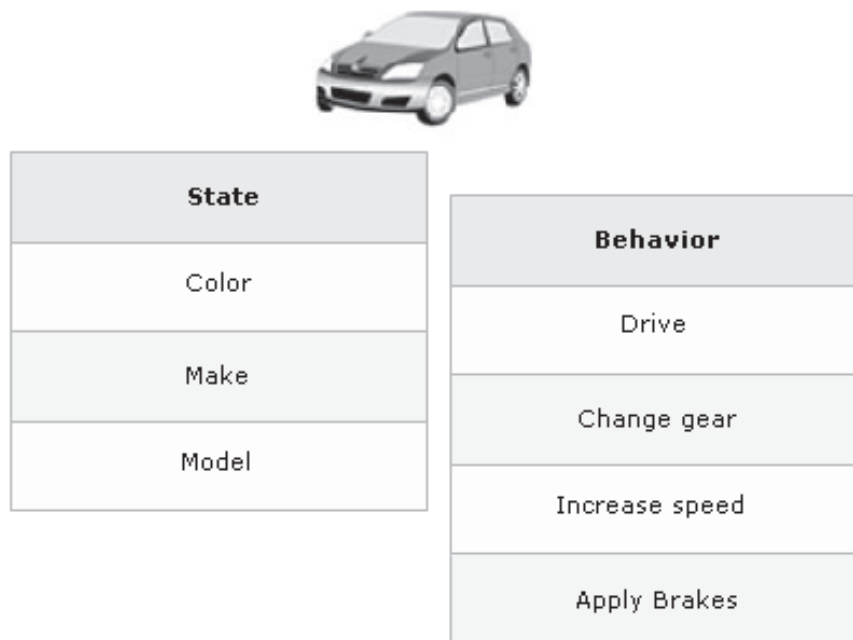 State
Color
Make
Model
Behavior
Drive
Change gear
Increase speed
Apply Brakes